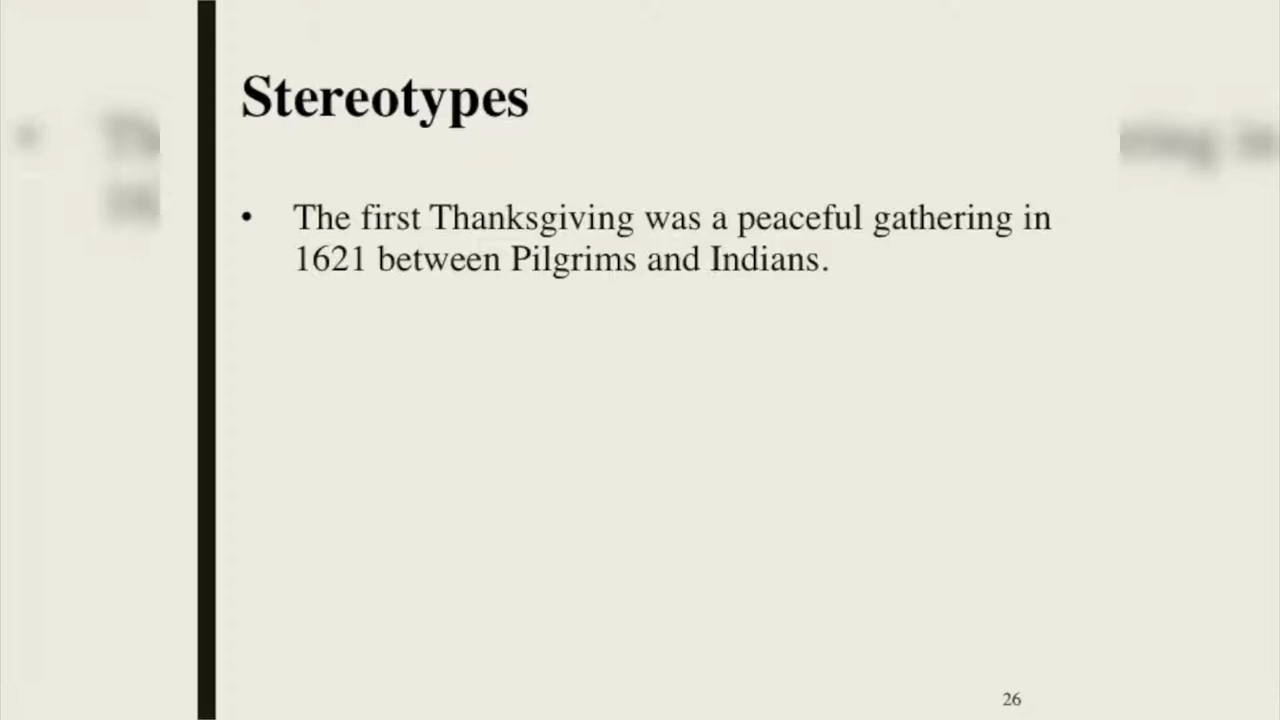 Stereotypes
• The first Thanksgiving was a peaceful gathering in
1621 between Pilgrims and Indians.
26